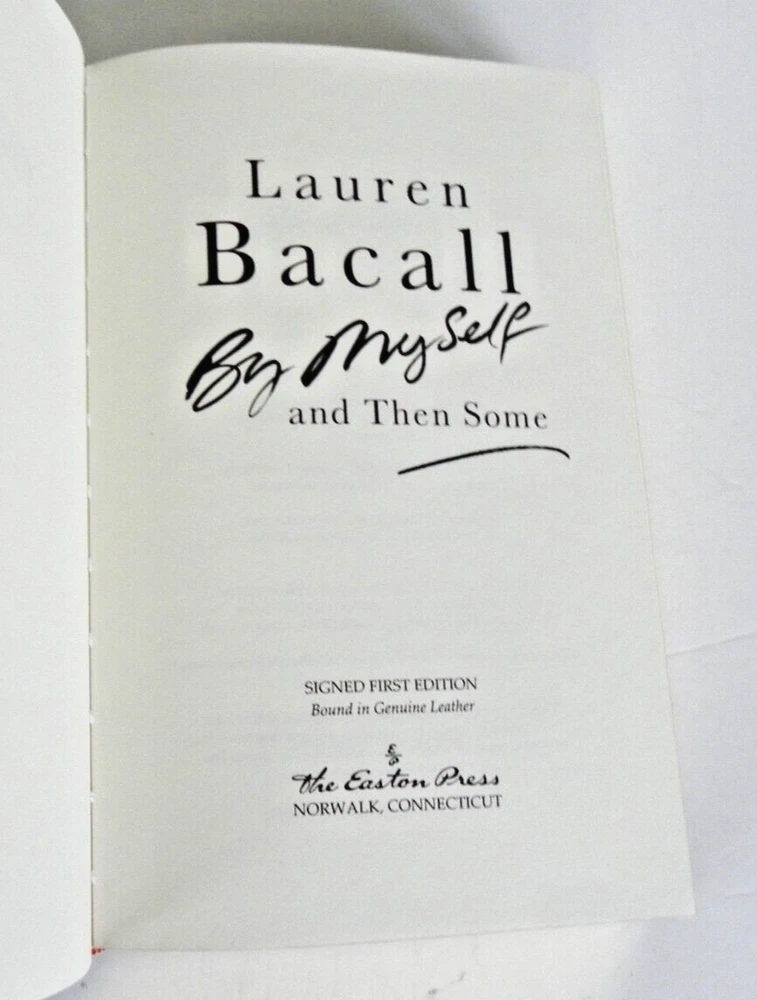 Lauren
Bacall
By Myself
and Then Some
SIGNED FIRST EDITION
Bound in Genuine Leather
The Easton Press
NORWALK, CONNECTICUT